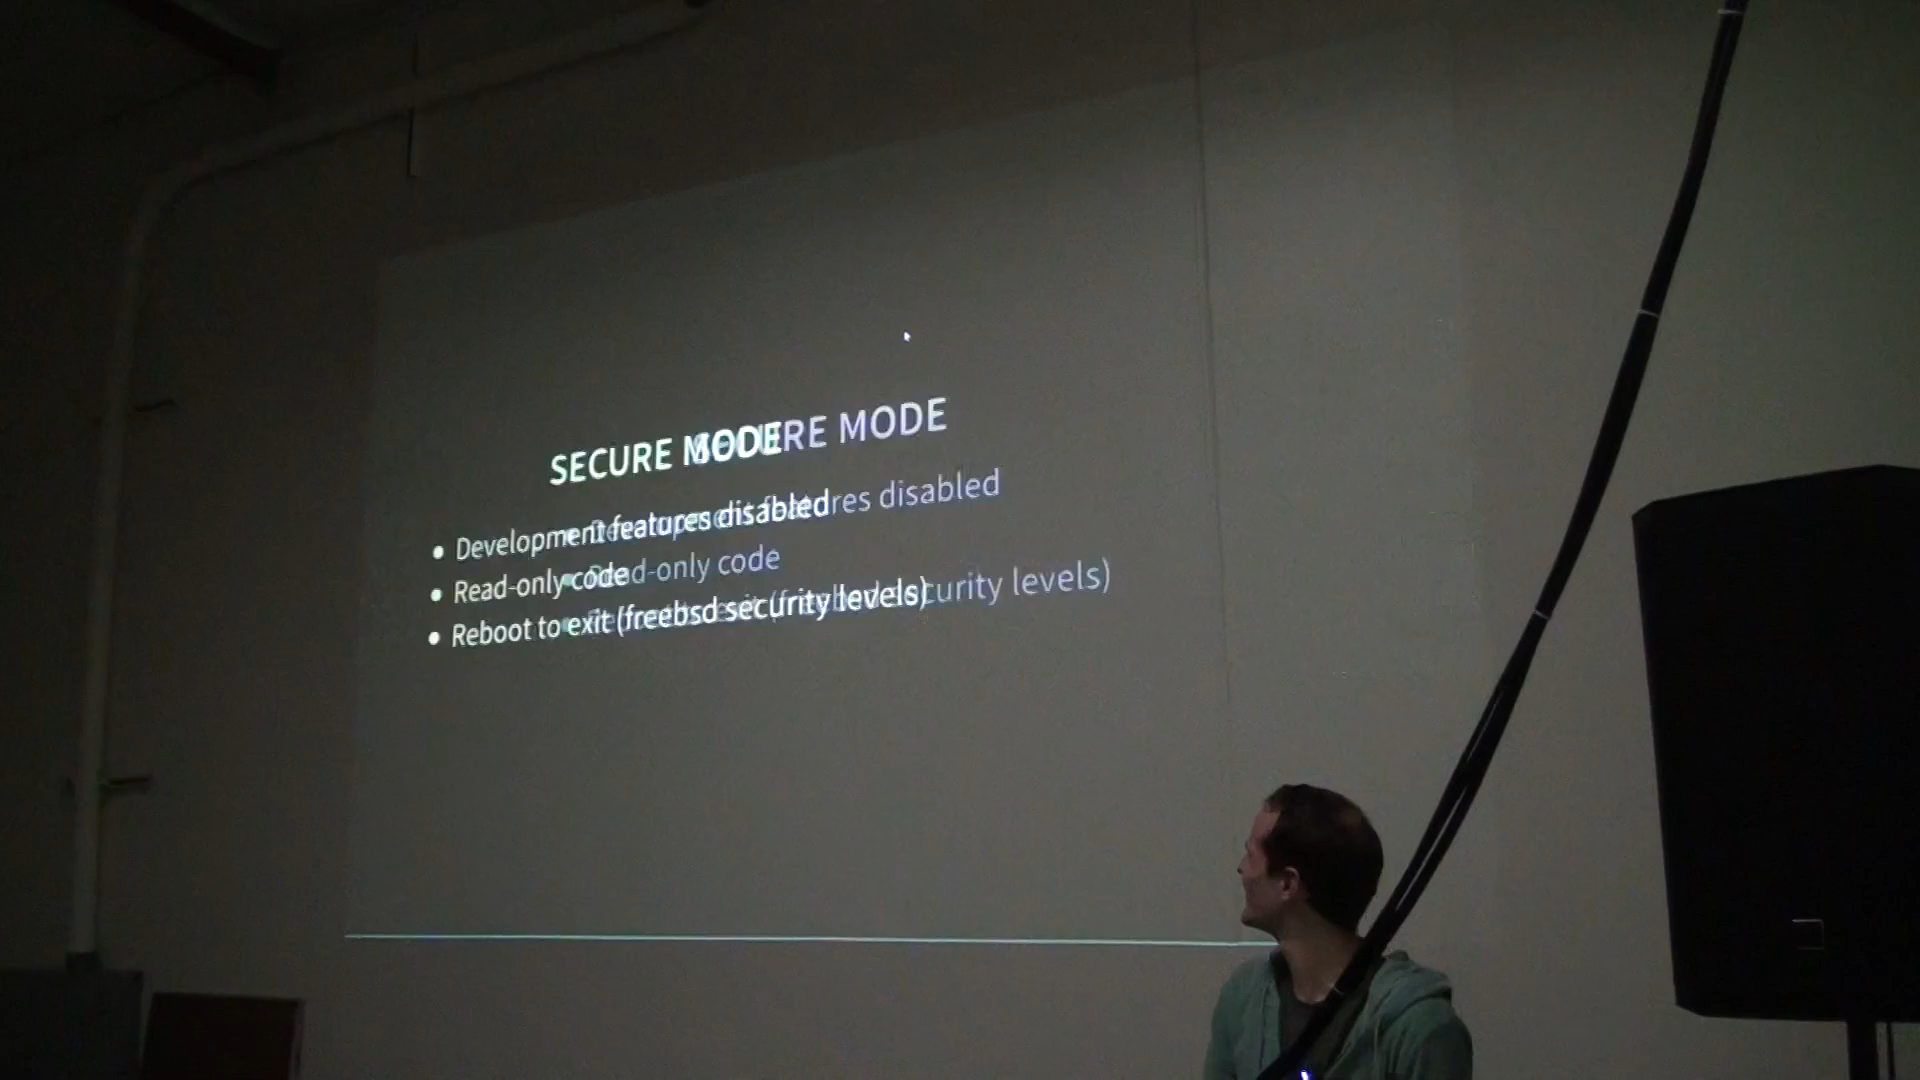 SECURE MODE
Development features disabled
Read-only code
Reboot to exit (freebsd security levels)